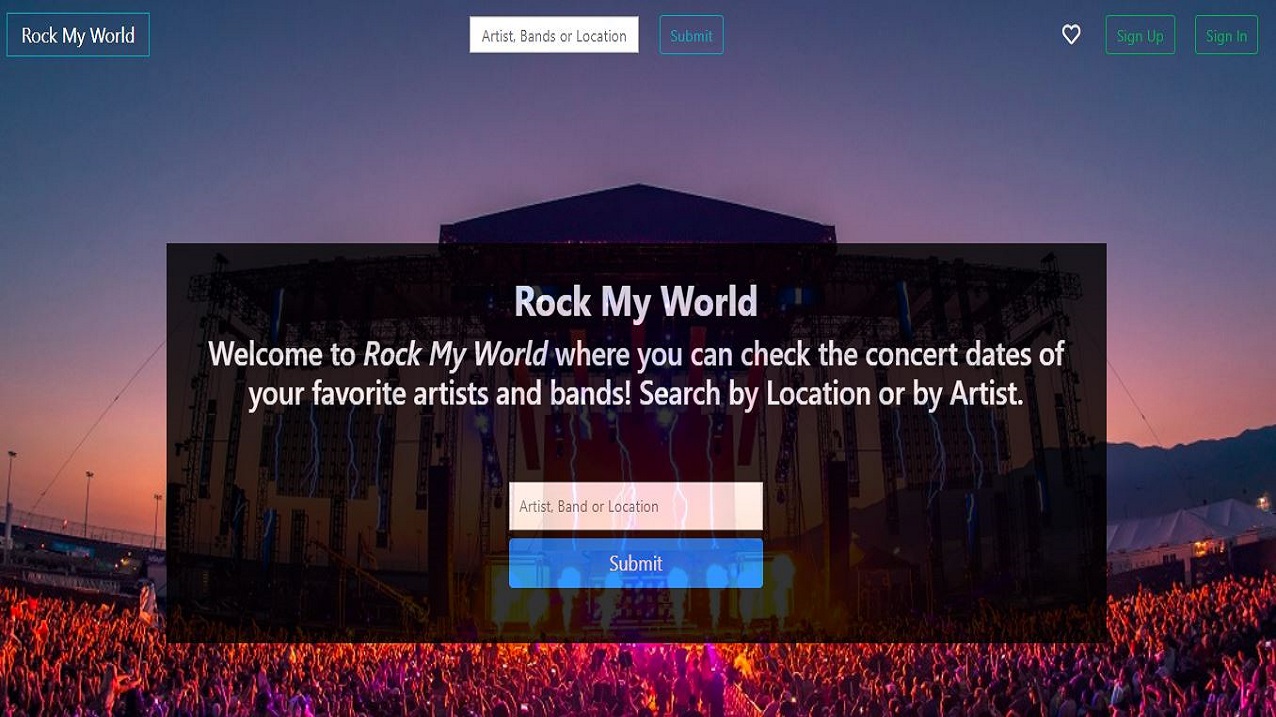 Rock My World
Artist, Bands or Location
Submit
Sign Up
Sign In
Rock My World
Welcome to Rock My World where you can check the concert dates of
your favorite artists and bands! Search by Location or by Artist.
Artist, Band or Location
Submit